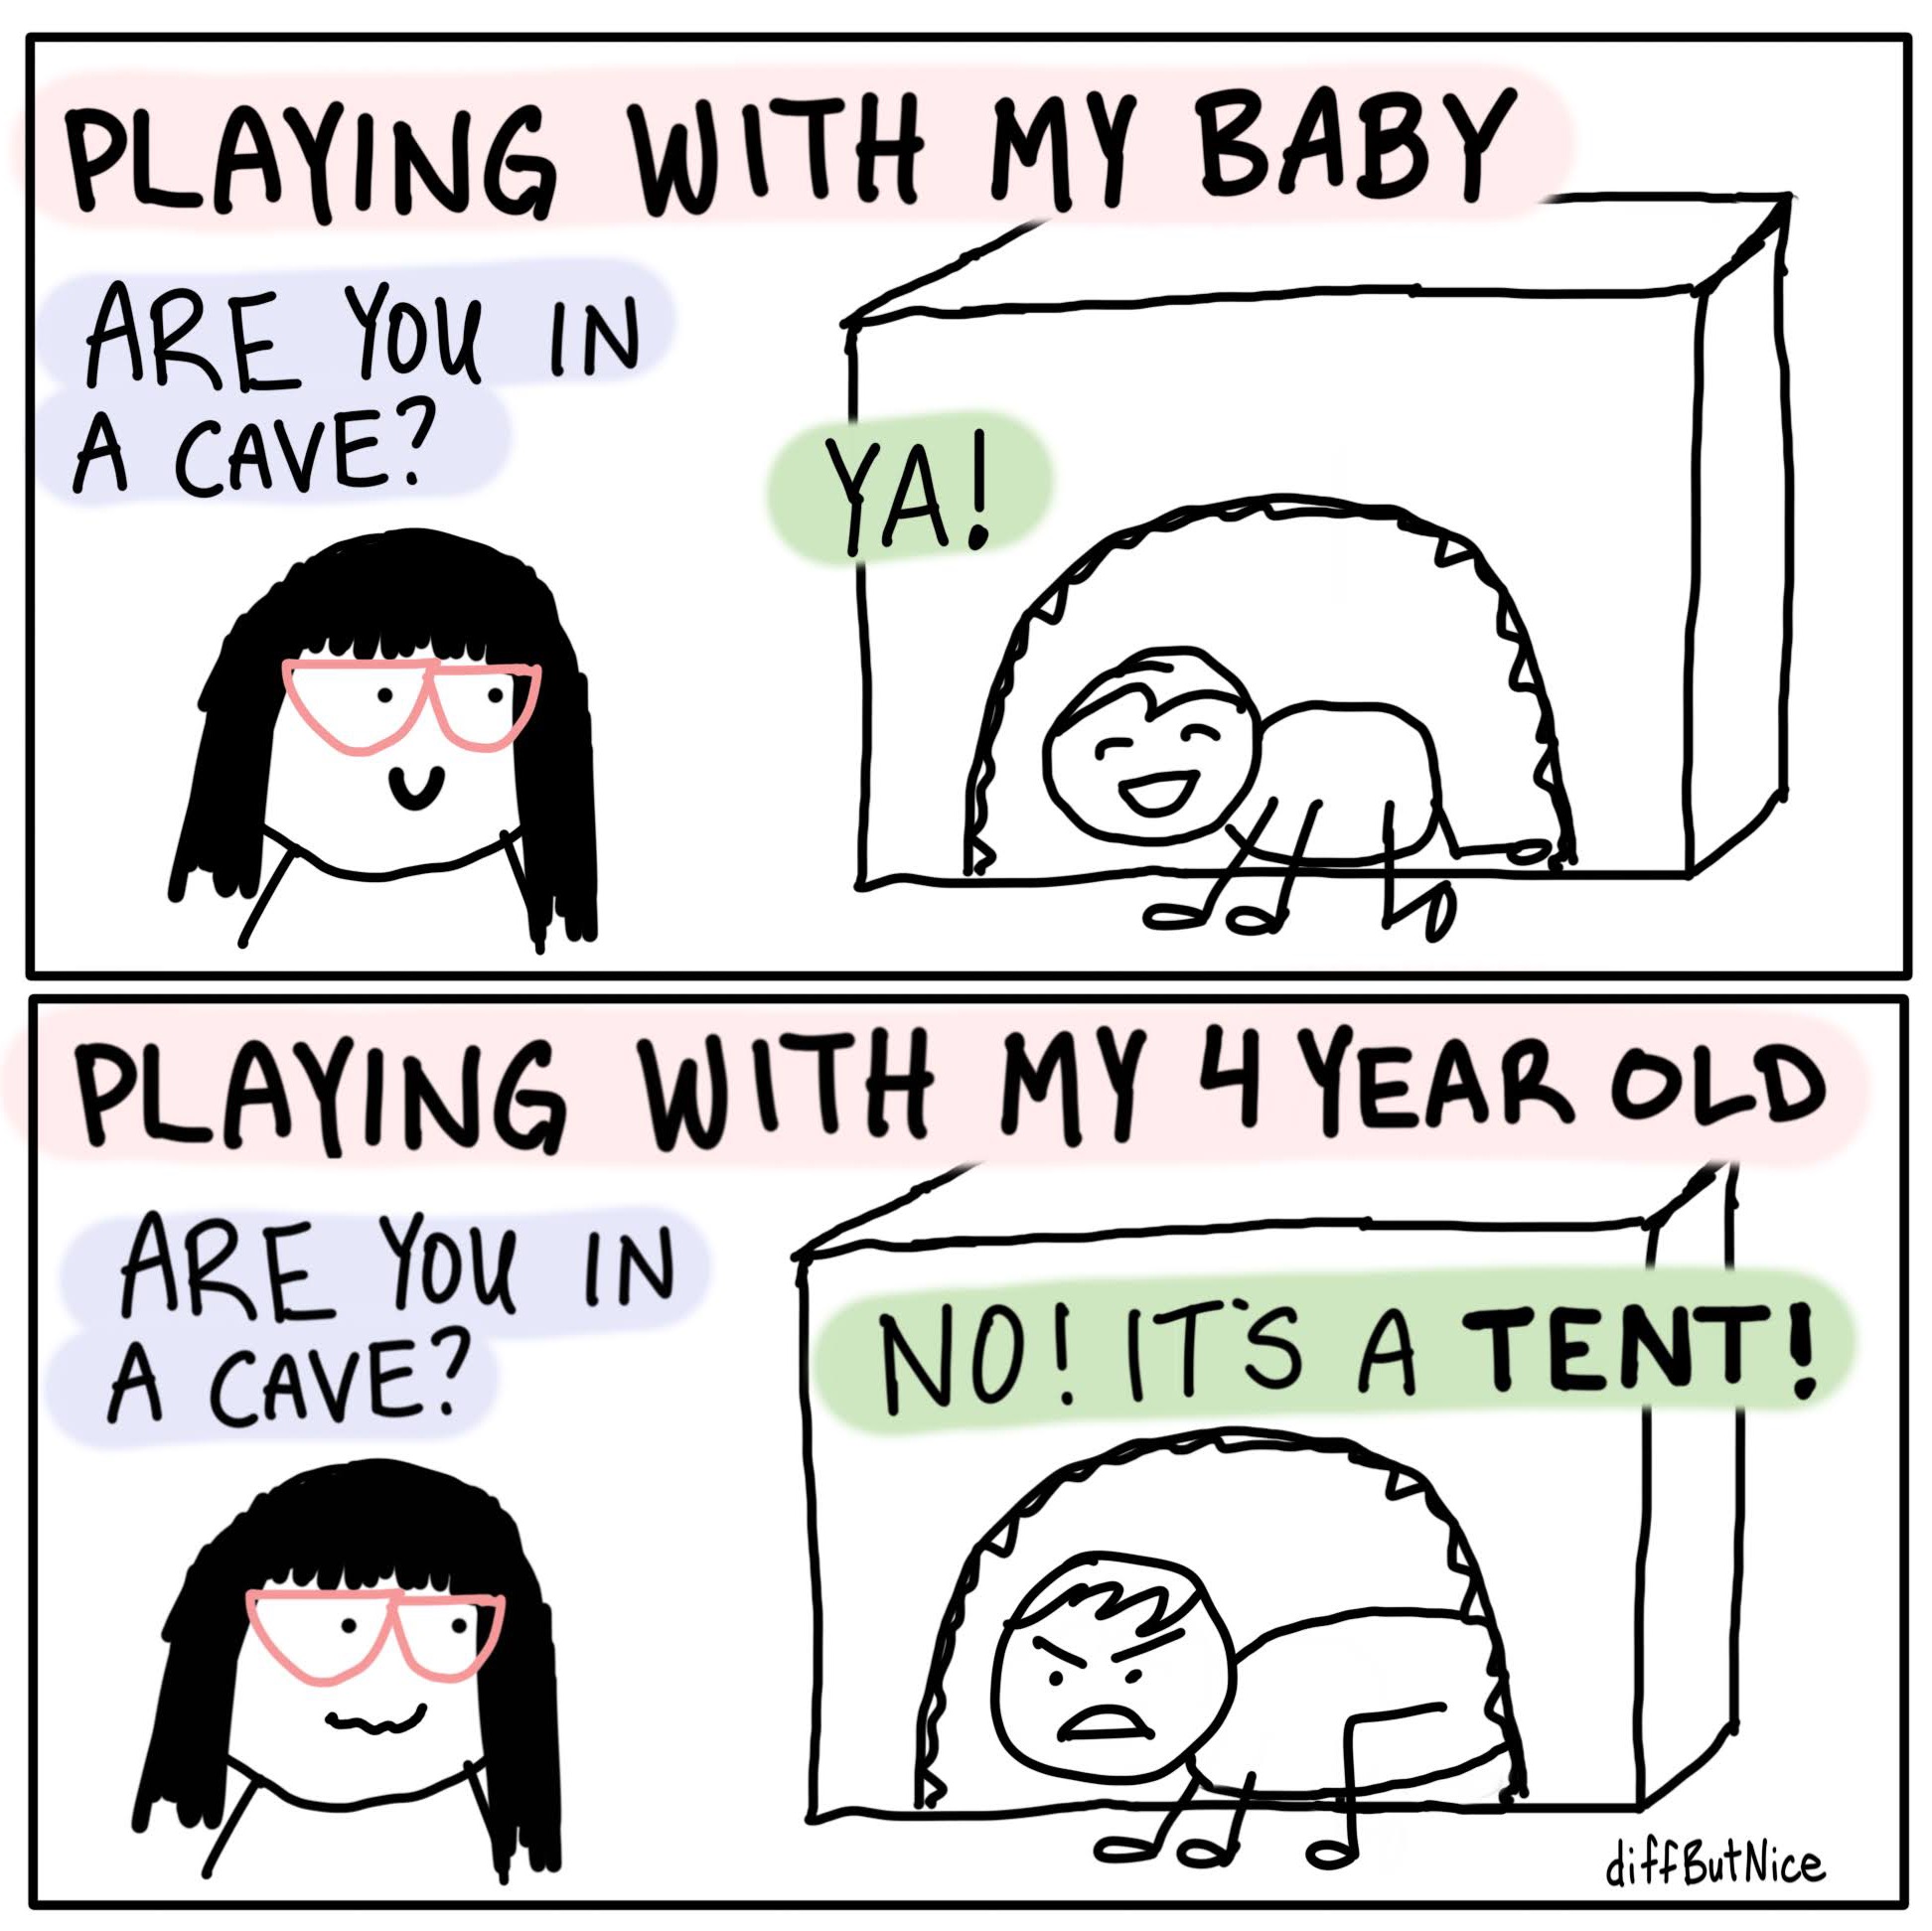 PLAYING WITH MY BABY
ARE YOU IN
A CAVE?
YA!
PLAYING WITH MY 4 YEAR OLD
ARE YOU IN
A CAVE?
NO! IT'S A TENT!
diffButNice